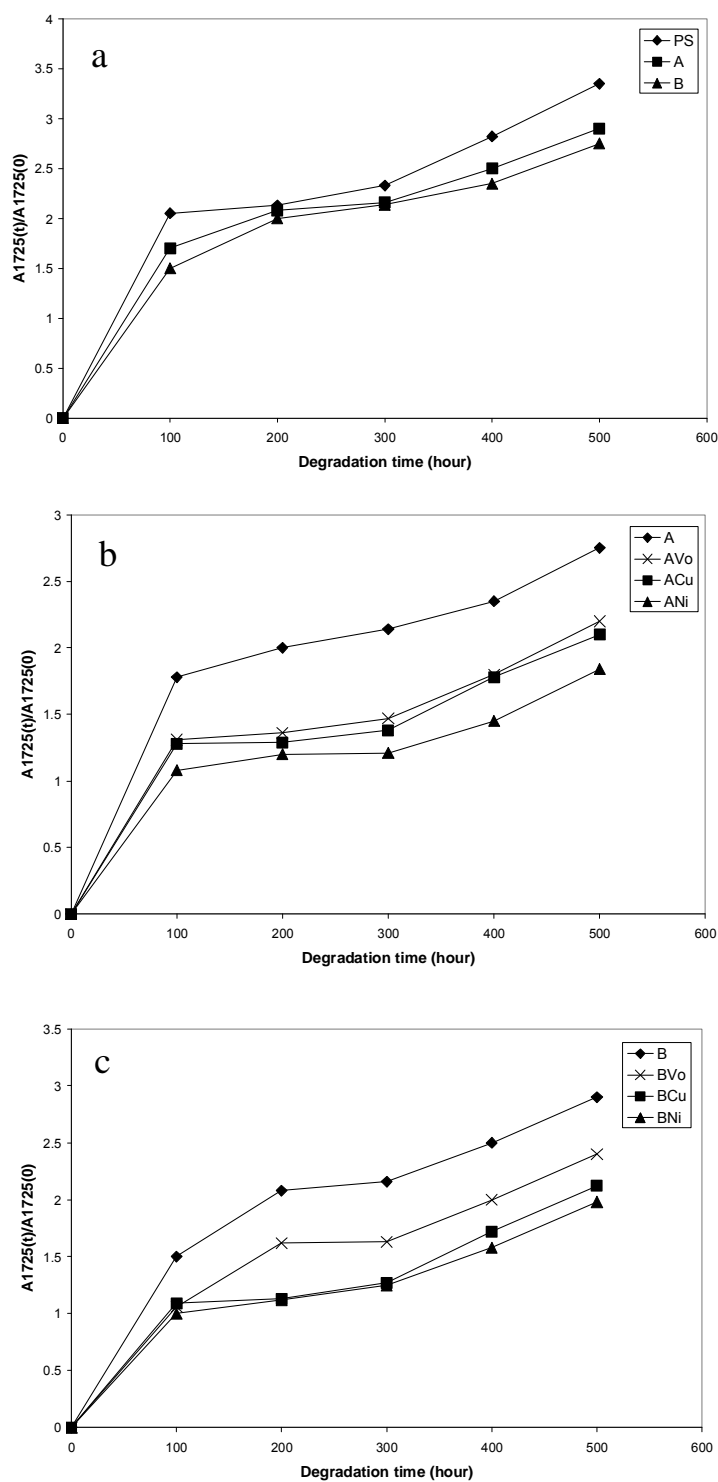 a
PS
A
B
4
3.5
3
2.5
2
1.5
1
0.5
0
A1725(t)/A1725(0)
0 100 200 300 400 500 600
Degradation time (hour)
b
A
AVo
ACu
ANi
3
2.5
2
1.5
1
0.5
0
A1725(t)/A1725(0)
0 100 200 300 400 500 600
Degradation time (hour)
c
B
BVo
BCu
BNi
3.5
3
2.5
2
1.5
1
0.5
0
A1725(t)/A1725(0)
0 100 200 300 400 500 600
Degradation time (hour)